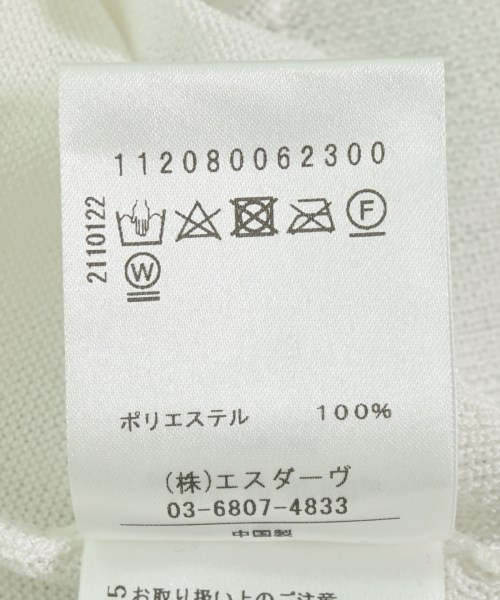 112080062300
2110122
F
W
ポリエステル 100%
(株)エスダーヴ
03-6807-4833
中国製
5
お取り扱い上のご注意